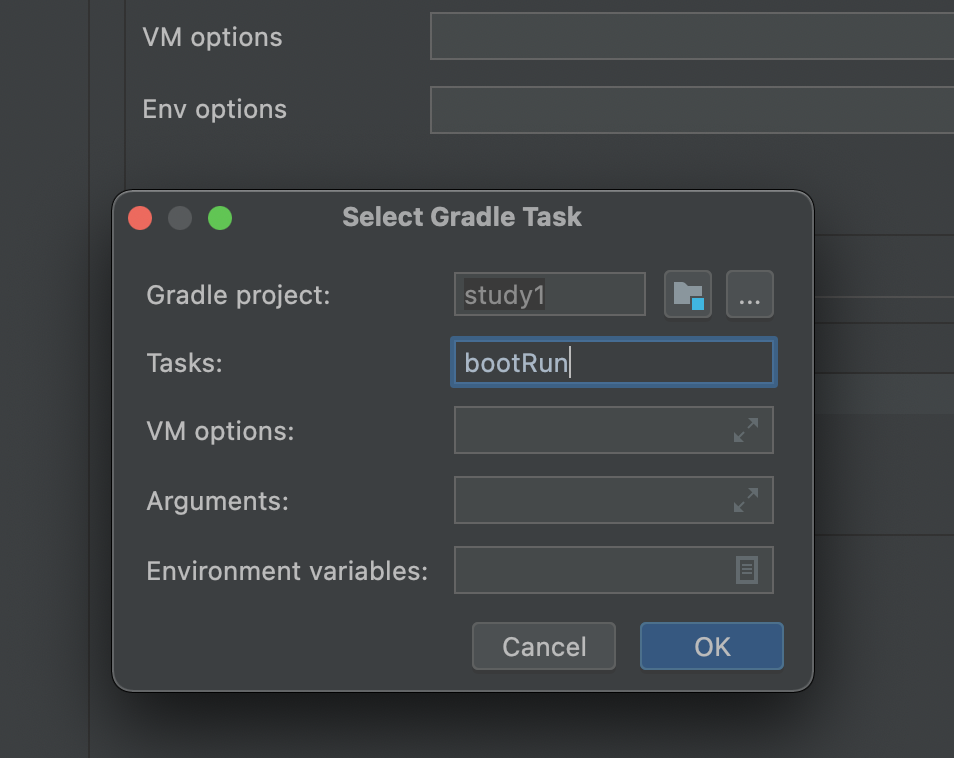 VM options
Env options
Select Gradle Task
Gradle project: study1 ...
Tasks: bootRun
VM options:
Arguments:
Environment variables:
Cancel OK